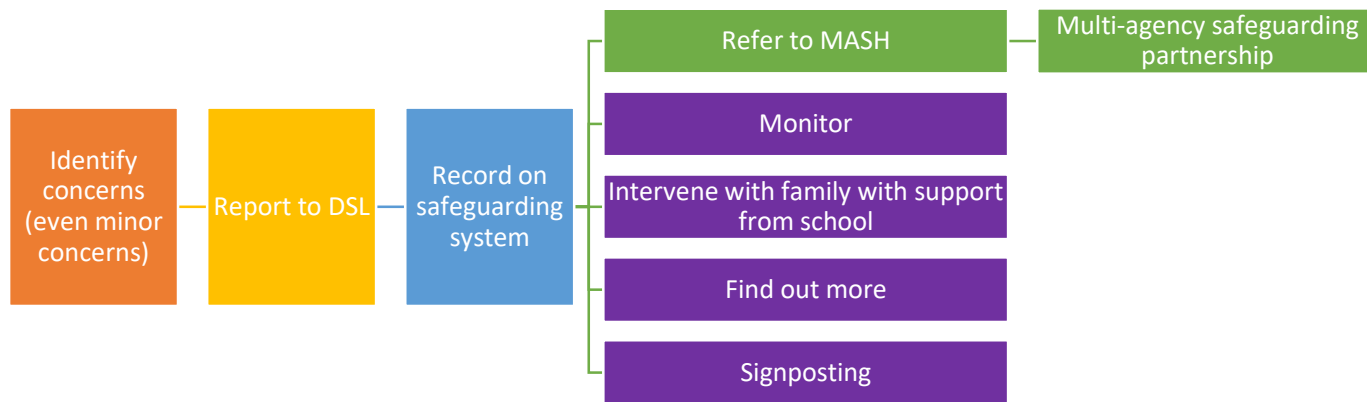 Identify
concerns
(even minor
concerns)
Report to DSL
Record on
safeguarding
system
Refer to MASH
Multi-agency safeguarding
partnership
Monitor
Intervene with family with support
from school
Find out more
Signposting